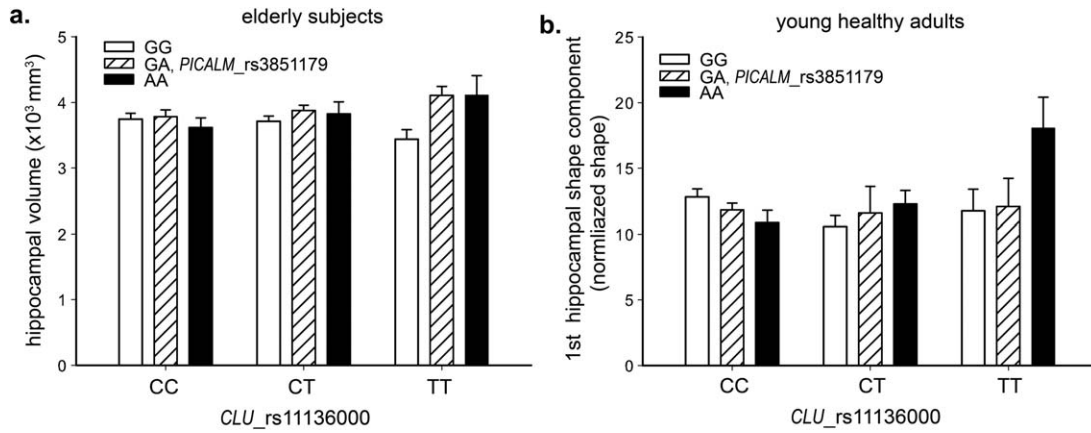 a.
elderly subjects
hippocampal volume (x10³ mm³)
5
4
3
2
1
0
GG
GA, PICALM_rs3851179
AA
CC CT TT
CLU_rs11136000
b.
young healthy adults
1st hippocampal shape component
(normliazed shape)
25
20
15
10
5
0
GG
GA, PICALM_rs3851179
AA
CC CT TT
CLU_rs11136000